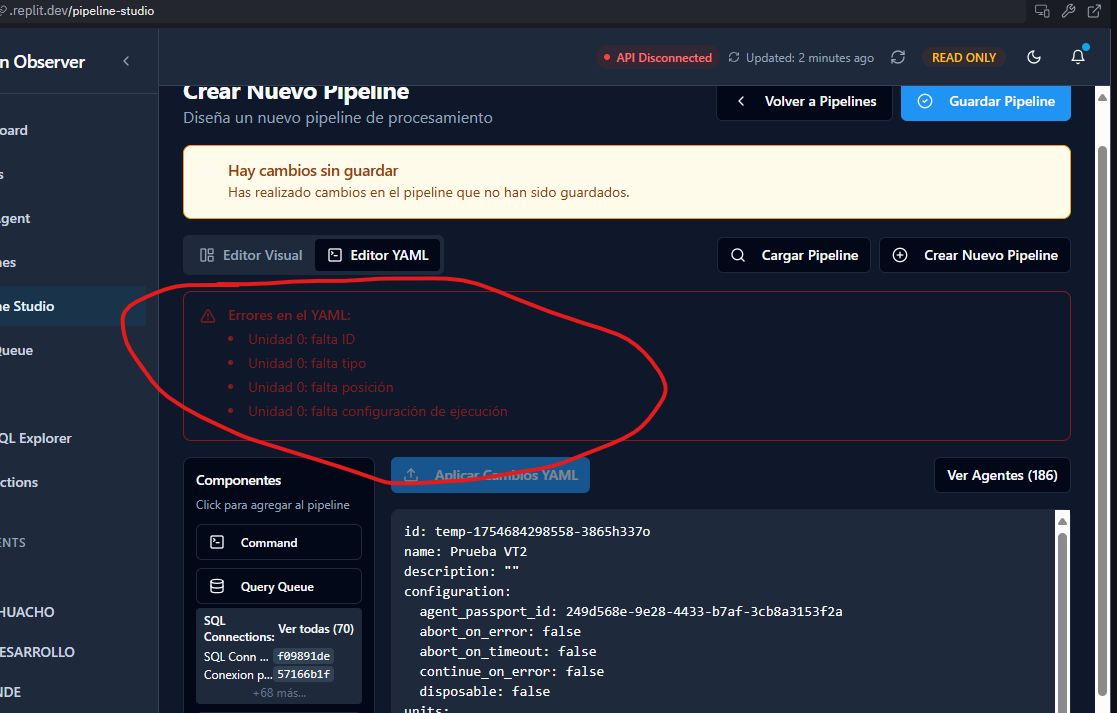 .replit.dev/pipeline-studio
n Observer
API Disconnected
Updated: 2 minutes ago
READ ONLY
Crear Nuevo Pipeline
Diseña un nuevo pipeline de procesamiento
Volver a Pipelines
Guardar Pipeline
oard
s
gent
nes
ne Studio
Queue
QL Explorer
ctions
ENTS
HUACHO
DESARROLLO
NDE
Hay cambios sin guardar
Has realizado cambios en el pipeline que no han sido guardados.
Editor Visual
Editor YAML
Cargar Pipeline
Crear Nuevo Pipeline
Errores en el YAML:
• Unidad 0: falta ID
• Unidad 0: falta tipo
• Unidad 0: falta posición
• Unidad 0: falta configuración de ejecución
Componentes
Click para agregar al pipeline
Command
Query Queue
SQL
Connections:
Ver todas (70)
SQL Conn ... f09891de
Conexion p... 57166b1f
+68 más...
Aplicar Cambios YAML
Ver Agentes (186)
id: temp-1754684298558-3865h337o
name: Prueba VT2
description: ""
configuration:
  agent_passport_id: 249d568e-9e28-4433-b7af-3cb8a3153f2a
  abort_on_error: false
  abort_on_timeout: false
  continue_on_error: false
  disposable: false
units: